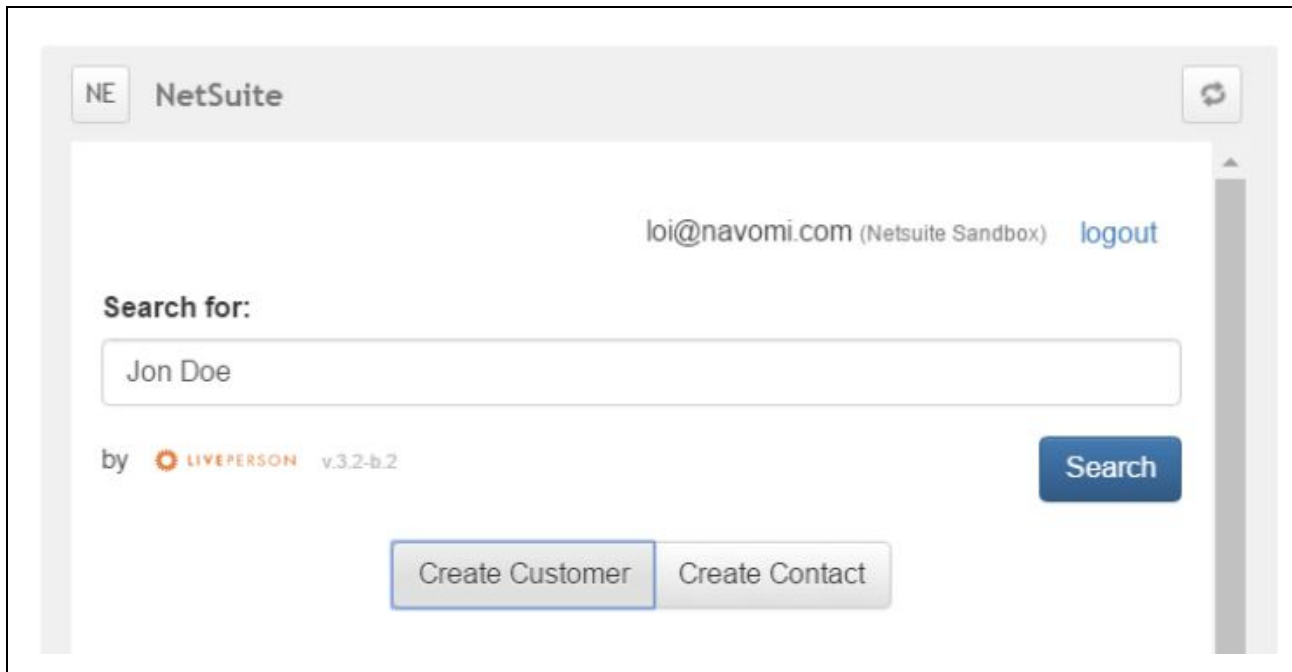 NE NetSuite
loi@navomi.com (Netsuite Sandbox) logout
Search for:
Jon Doe
by LIVEPERSON v.3.2-b.2 Search
Create Customer Create Contact